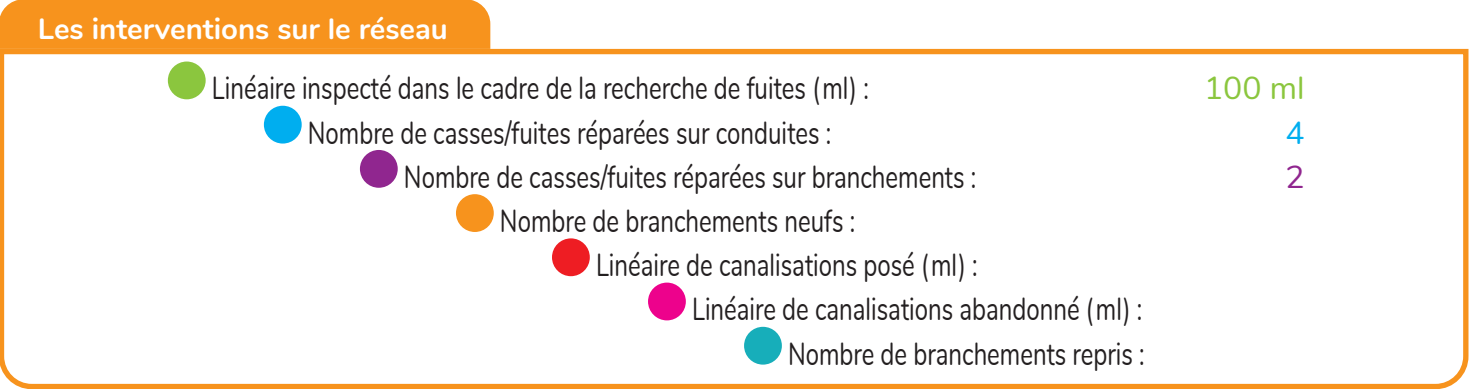 Les interventions sur le réseau
Linéaire inspecté dans le cadre de la recherche de fuites (ml) : 100 ml
Nombre de casses/fuites réparées sur conduites : 4
Nombre de casses/fuites réparées sur branchements : 2
Nombre de branchements neufs :
Linéaire de canalisations posé (ml) :
Linéaire de canalisations abandonné (ml) :
Nombre de branchements repris :